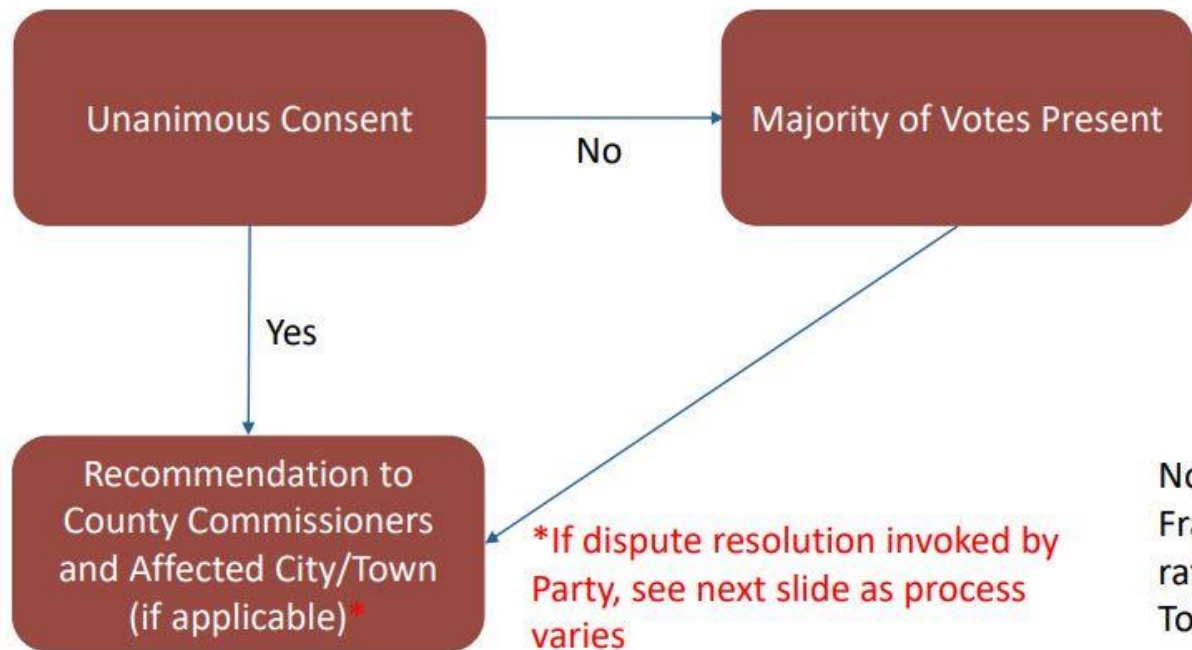 Unanimous Consent
No
Majority of Votes Present
Yes
Recommendation to
County Commissioners
and Affected City/Town
(if applicable)*
*If dispute resolution invoked by
Party, see next slide as process
varies